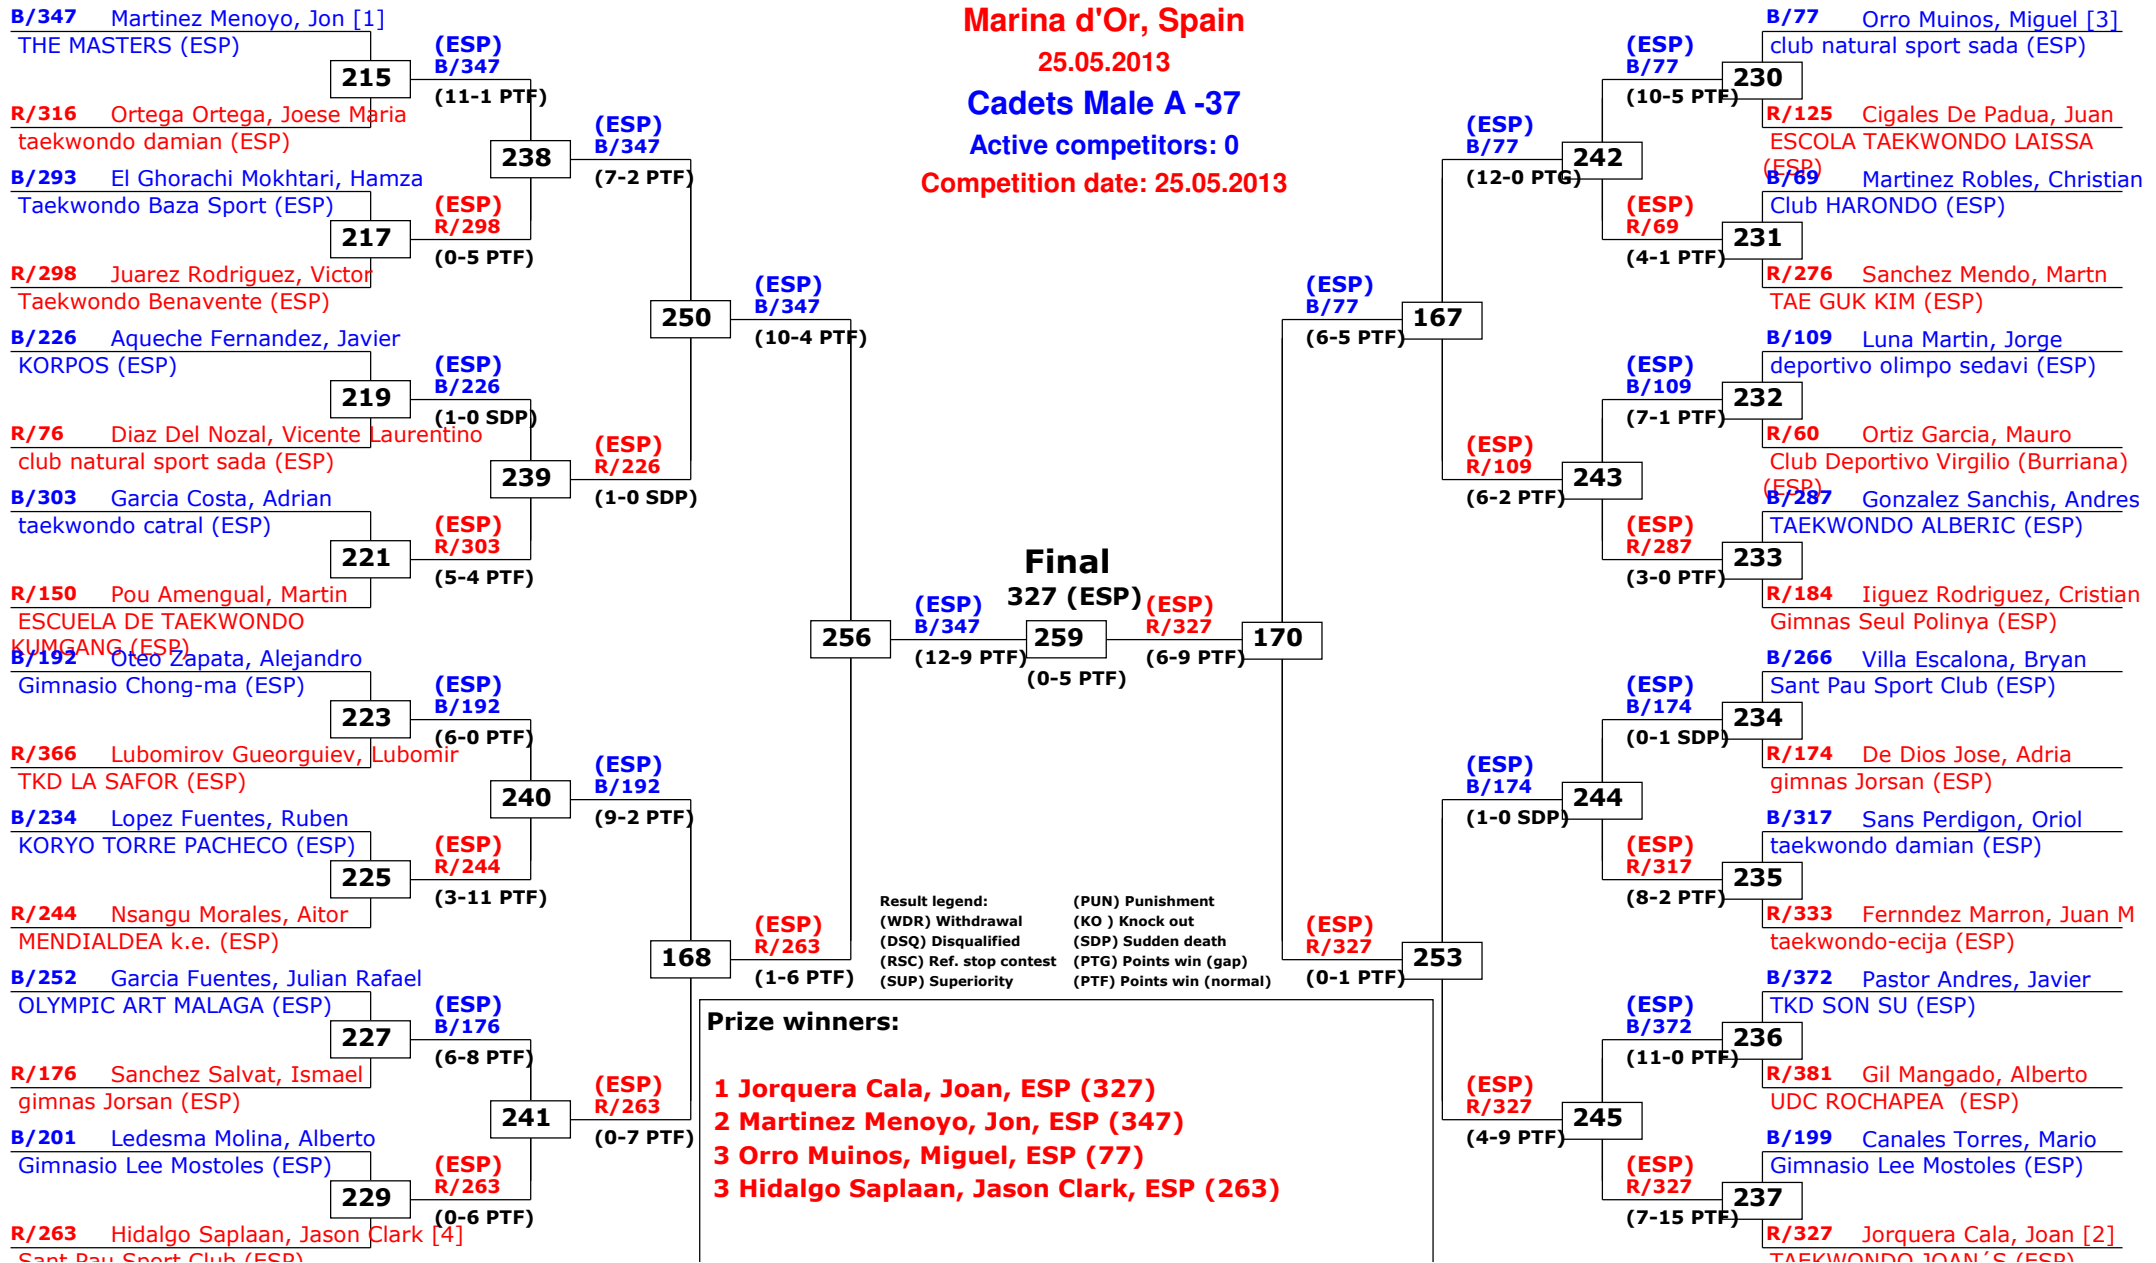 Marina d'Or, Spain
25.05.2013
Cadets Male A -37
Active competitors: 0
Competition date: 25.05.2013
B/347 Martinez Menoyo, Jon [1]
THE MASTERS (ESP)
R/316 Ortega Ortega, Joese Maria
taekwondo damian (ESP)
B/293 El Ghorachi Mokhtari, Hamza
Taekwondo Baza Sport (ESP)
R/298 Juarez Rodriguez, Victor
Taekwondo Benavente (ESP)
B/226 Aqueche Fernandez, Javier
KORPOS (ESP)
R/76 Diaz Del Nozal, Vicente Laurentino
club natural sport sada (ESP)
B/303 Garcia Costa, Adrian
taekwondo catral (ESP)
R/150 Pou Amengual, Martin
ESCUELA DE TAEKWONDO
KUMGANG (ESP)
B/192 Oteo Zapata, Alejandro
Gimnasio Chong-ma (ESP)
R/366 Lubomirov Gueorguiev, Lubomir
TKD LA SAFOR (ESP)
B/234 Lopez Fuentes, Ruben
KORYO TORRE PACHECO (ESP)
R/244 Nsangu Morales, Aitor
MENDIALDEA k.e. (ESP)
B/252 Garcia Fuentes, Julian Rafael
OLYMPIC ART MALAGA (ESP)
R/176 Sanchez Salvat, Ismael
gimnas Jorsan (ESP)
B/201 Ledesma Molina, Alberto
Gimnasio Lee Mostoles (ESP)
R/263 Hidalgo Saplaan, Jason Clark [4]
Sant Pau Sport Club (ESP)
215
(ESP)
B/347
(11-1 PTF)
217
(ESP)
R/298
(0-5 PTF)
219
(ESP)
B/226
(1-0 SDP)
221
(ESP)
R/303
(5-4 PTF)
223
(ESP)
B/192
(6-0 PTF)
225
(ESP)
R/244
(3-11 PTF)
227
(ESP)
B/176
(6-8 PTF)
229
(ESP)
R/263
(0-6 PTF)
238
(ESP)
B/347
(7-2 PTF)
239
(ESP)
R/226
(1-0 SDP)
240
(ESP)
B/192
(9-2 PTF)
241
(ESP)
R/263
(0-7 PTF)
250
(ESP)
B/347
(10-4 PTF)
168
(ESP)
R/263
(1-6 PTF)
256
(ESP)
B/347
(12-9 PTF)
Final
327 (ESP)
259
(0-5 PTF)
(ESP)
R/327
(6-9 PTF)
170
(ESP)
B/77
(6-5 PTF)
167
(ESP)
R/327
(0-1 PTF)
253
(ESP)
B/77
(12-0 PTG)
242
(ESP)
R/109
(6-2 PTF)
243
(ESP)
B/174
(1-0 SDP)
244
(ESP)
R/327
(4-9 PTF)
245
(ESP)
B/77
(10-5 PTF)
230
(ESP)
R/69
(4-1 PTF)
231
(ESP)
B/109
(7-1 PTF)
232
(ESP)
R/287
(3-0 PTF)
233
(ESP)
B/174
(0-1 SDP)
234
(ESP)
R/317
(8-2 PTF)
235
(ESP)
B/372
(11-0 PTF)
236
(ESP)
R/327
(7-15 PTF)
237
B/77 Orro Muinos, Miguel [3]
club natural sport sada (ESP)
R/125 Cigales De Padua, Juan
ESCOLA TAEKWONDO LAISSA
(ESP)
B/69 Martinez Robles, Christian
Club HARONDO (ESP)
R/276 Sanchez Mendo, Martn
TAE GUK KIM (ESP)
B/109 Luna Martin, Jorge
deportivo olimpo sedavi (ESP)
R/60 Ortiz Garcia, Mauro
Club Deportivo Virgilio (Burriana)
(ESP)
B/287 Gonzalez Sanchis, Andres
TAEKWONDO ALBERIC (ESP)
R/184 Iiguez Rodriguez, Cristian
Gimnas Seul Polinya (ESP)
B/266 Villa Escalona, Bryan
Sant Pau Sport Club (ESP)
R/174 De Dios Jose, Adria
gimnas Jorsan (ESP)
B/317 Sans Perdigon, Oriol
taekwondo damian (ESP)
R/333 Fernndez Marron, Juan M
taekwondo-ecija (ESP)
B/372 Pastor Andres, Javier
TKD SON SU (ESP)
R/381 Gil Mangado, Alberto
UDC ROCHAPEA (ESP)
B/199 Canales Torres, Mario
Gimnasio Lee Mostoles (ESP)
R/327 Jorquera Cala, Joan [2]
TAEKWONDO JOAN´S (ESP)
Result legend:
(WDR) Withdrawal
(DSQ) Disqualified
(RSC) Ref. stop contest
(SUP) Superiority
(PUN) Punishment
(KO ) Knock out
(SDP) Sudden death
(PTG) Points win (gap)
(PTF) Points win (normal)
Prize winners:
1 Jorquera Cala, Joan, ESP (327)
2 Martinez Menoyo, Jon, ESP (347)
3 Orro Muinos, Miguel, ESP (77)
3 Hidalgo Saplaan, Jason Clark, ESP (263)